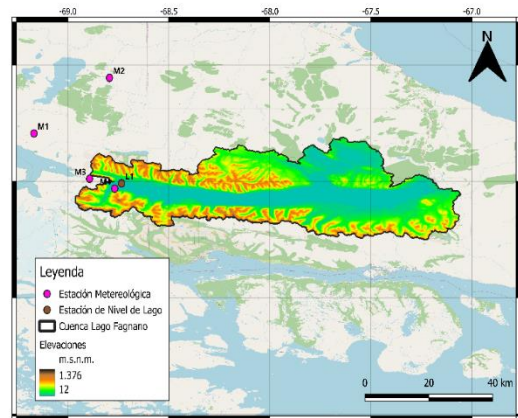 -69.0 -68.5 -68.0 -67.5 -67.0
N
M2
M1
M3
L1
Leyenda
Estación Metereológica
Estación de Nivel de Lago
Cuenca Lago Fagnano
Elevaciones
m.s.n.m.
1.376
12
0 20 40 km